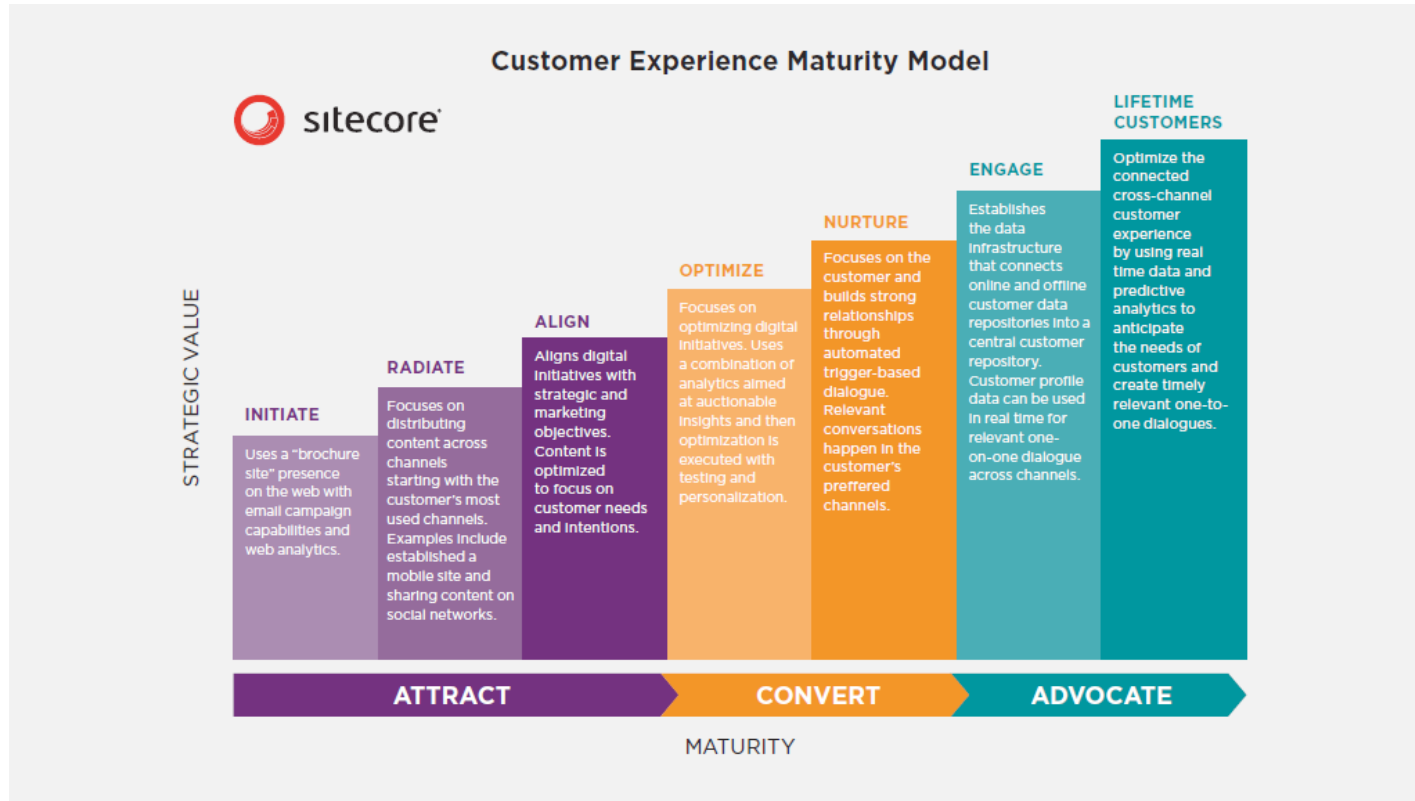 Customer Experience Maturity Model
sitecore
STRATEGIC VALUE
INITIATE
Uses a "brochure
site" presence
on the web with
email campaign
capabilities and
web analytics.
RADIATE
Focuses on
distributing
content across
channels
starting with the
customer's most
used channels.
Examples include
established a
mobile site and
sharing content on
social networks.
ALIGN
Aligns digital
initiatives with
strategic and
marketing
objectives.
Content is
optimized
to focus on
customer needs
and intentions.
OPTIMIZE
Focuses on
optimizing digital
initiatives. Uses
a combination of
analytics aimed
at auctionable
insights and then
optimization is
executed with
testing and
personalization.
NURTURE
Focuses on the
customer and
builds strong
relationships
through
automated
trigger-based
dialogue.
Relevant
conversations
happen in the
customer's
preffered
channels.
ENGAGE
Establishes
the data
infrastructure
that connects
online and offline
customer data
repositories into a
central customer
repository.
Customer profile
data can be used
in real time for
relevant one-
on-one dialogue
across channels.
LIFETIME
CUSTOMERS
Optimize the
connected
cross-channel
customer
experience
by using real
time data and
predictive
analytics to
anticipate
the needs of
customers and
create timely
relevant one-to-
one dialogues.
ATTRACT
CONVERT
ADVOCATE
MATURITY